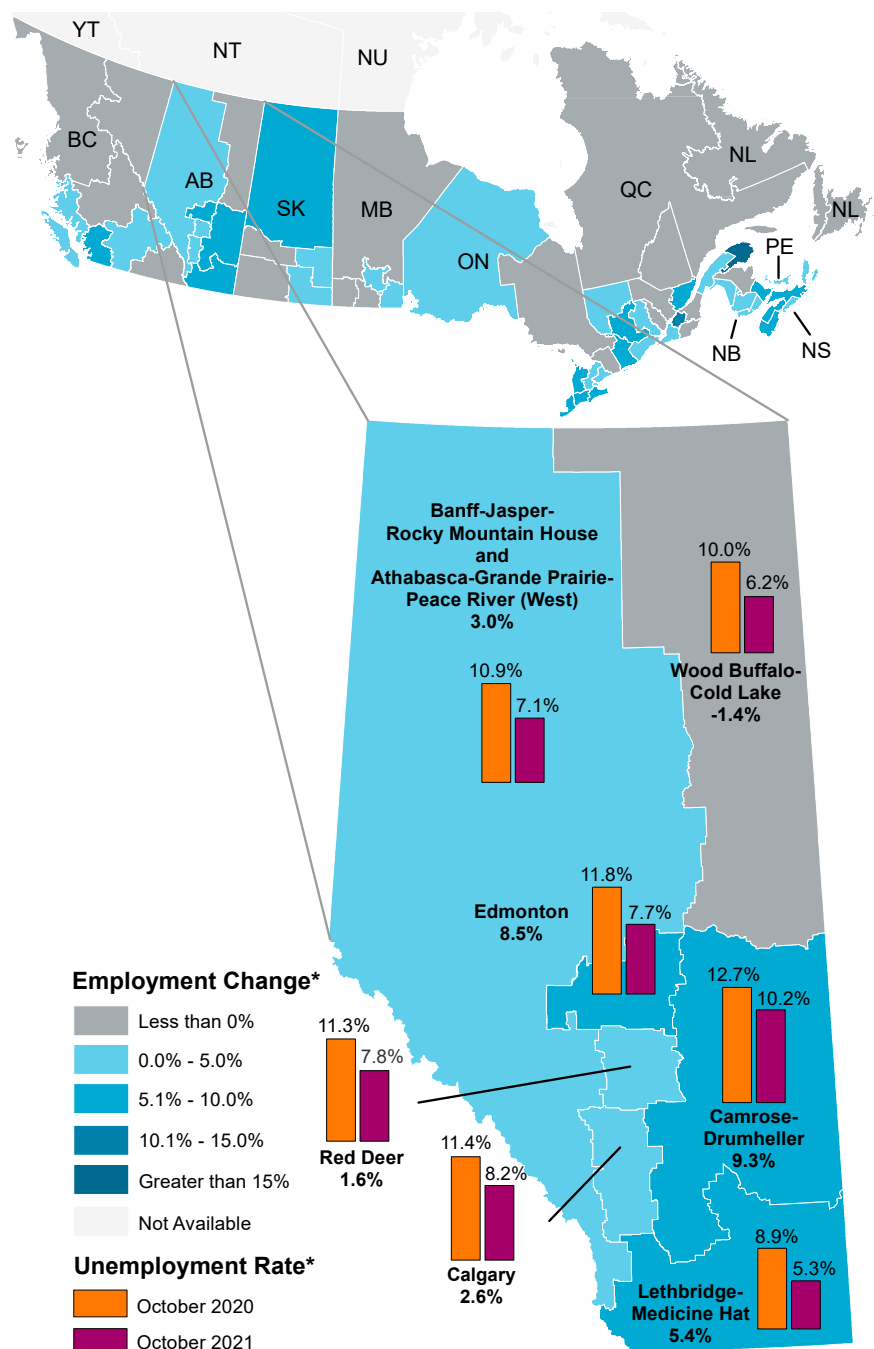 YT
NT
NU
BC
AB
SK
MB
ON
QC
NL
NL
PE
NB
NS
Banff-Jasper-
Rocky Mountain House
and
Athabasca-Grande Prairie-
Peace River (West)
3.0%
10.9%
7.1%
10.0%
6.2%
Wood Buffalo-
Cold Lake
-1.4%
Edmonton
8.5%
11.8%
7.7%
12.7%
10.2%
Camrose-
Drumheller
9.3%
11.3%
7.8%
Red Deer
1.6%
11.4%
8.2%
Calgary
2.6%
8.9%
5.3%
Lethbridge-
Medicine Hat
5.4%
Employment Change*
Less than 0%
0.0% - 5.0%
5.1% - 10.0%
10.1% - 15.0%
Greater than 15%
Not Available
Unemployment Rate*
October 2020
October 2021